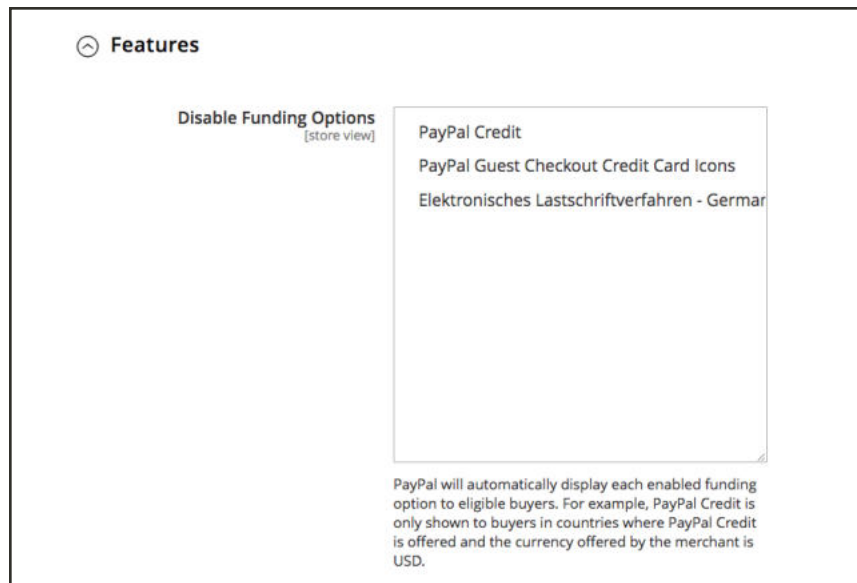 Features
Disable Funding Options
[store view]
PayPal Credit
PayPal Guest Checkout Credit Card Icons
Elektronisches Lastschriftverfahren - German
PayPal will automatically display each enabled funding
option to eligible buyers. For example, PayPal Credit is
only shown to buyers in countries where PayPal Credit
is offered and the currency offered by the merchant is
USD.